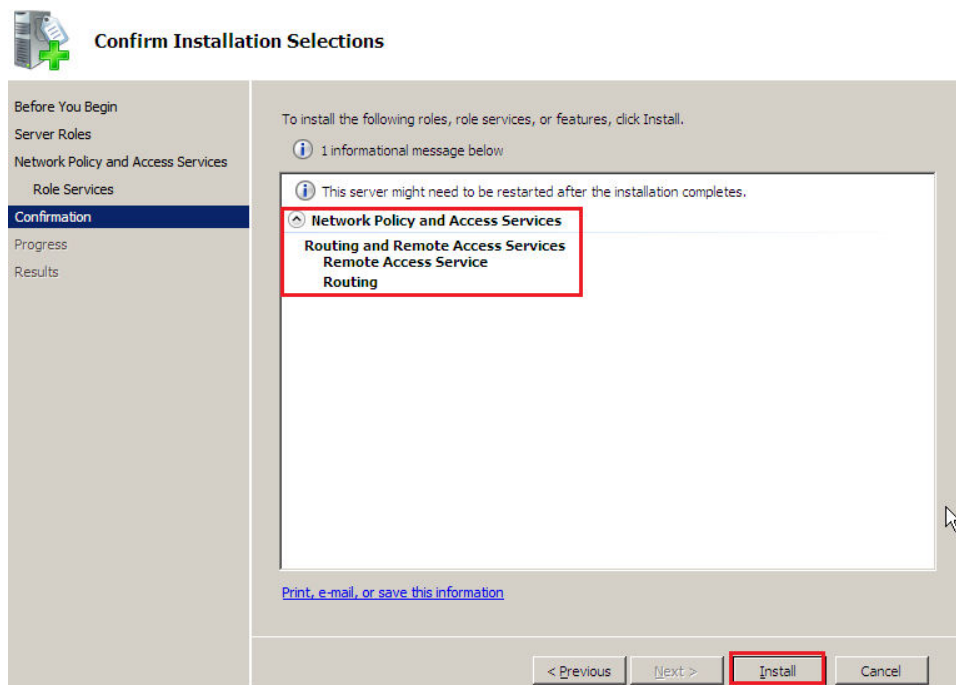 Confirm Installation Selections
Before You Begin
Server Roles
Network Policy and Access Services
Role Services
Confirmation
Progress
Results
To install the following roles, role services, or features, click Install.
1 informational message below
This server might need to be restarted after the installation completes.
Network Policy and Access Services
Routing and Remote Access Services
Remote Access Service
Routing
Print, e-mail, or save this information
< Previous
Next >
Install
Cancel